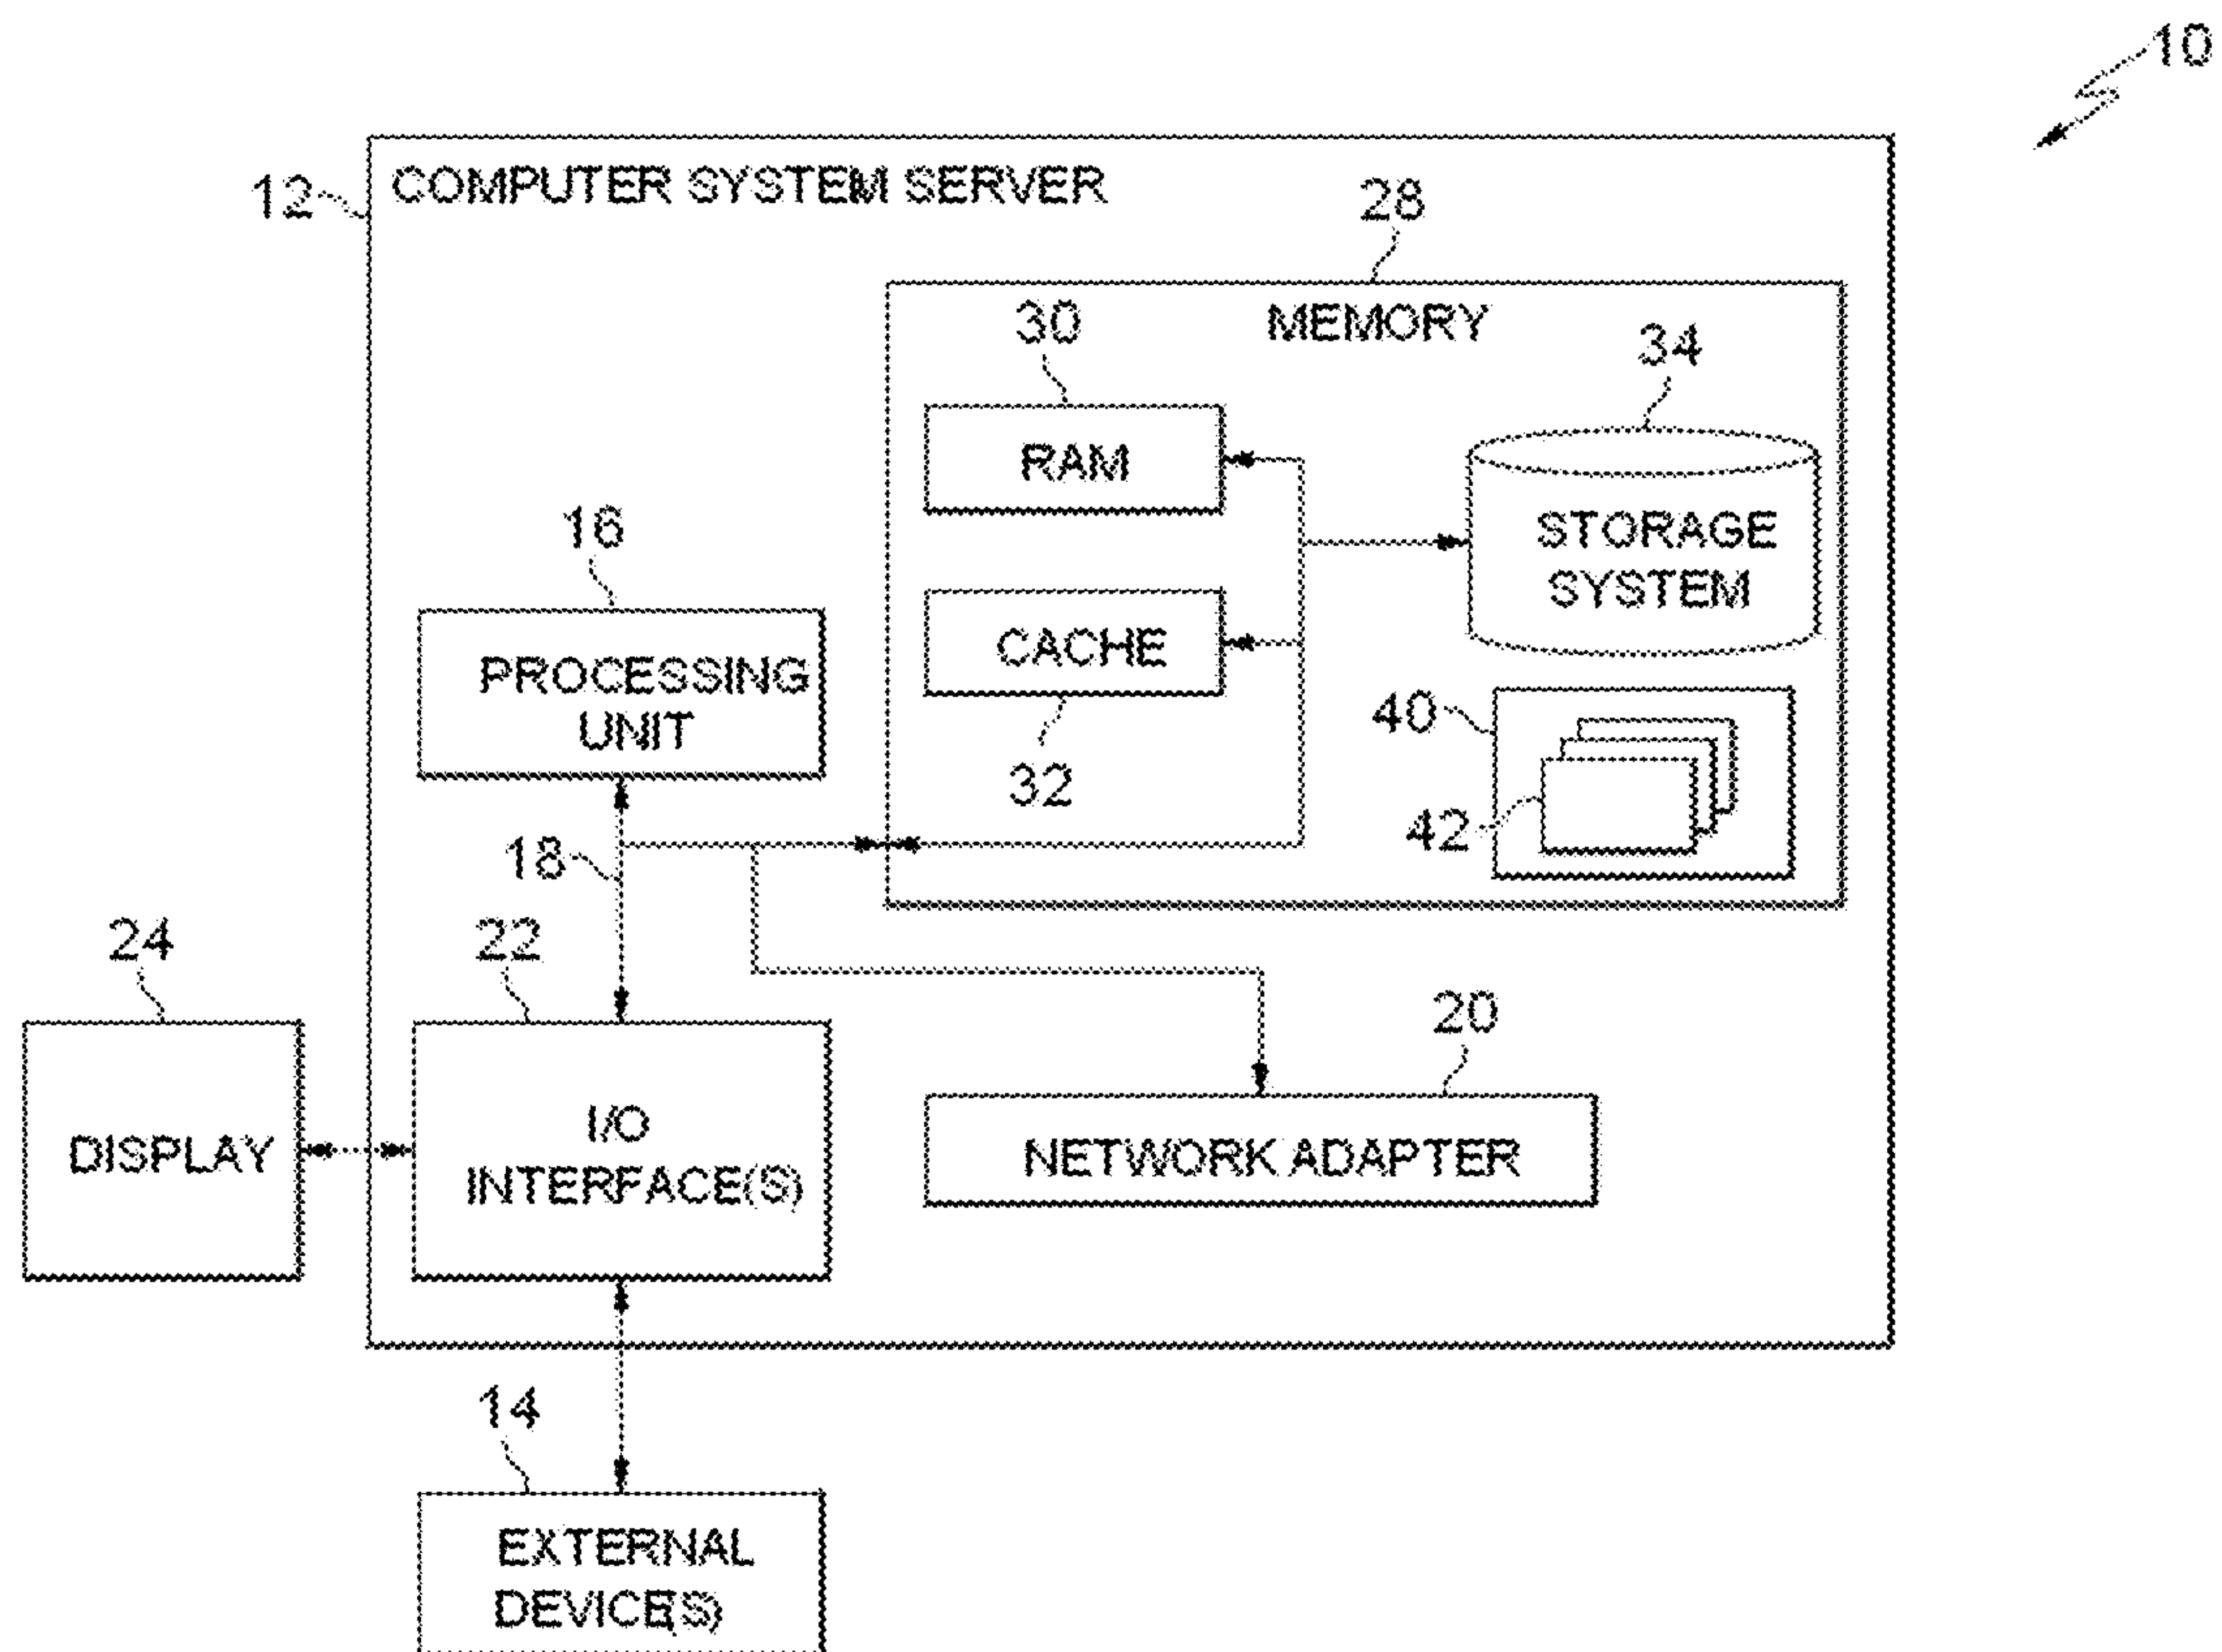 10
12
COMPUTER SYSTEM SERVER
28
MEMORY
30
34
RAM
STORAGE
SYSTEM
16
PROCESSING
UNIT
CACHE
32
40
42
18
24
22
20
DISPLAY
I/O
INTERFACE(S)
NETWORK ADAPTER
14
EXTERNAL
DEVICE(S)